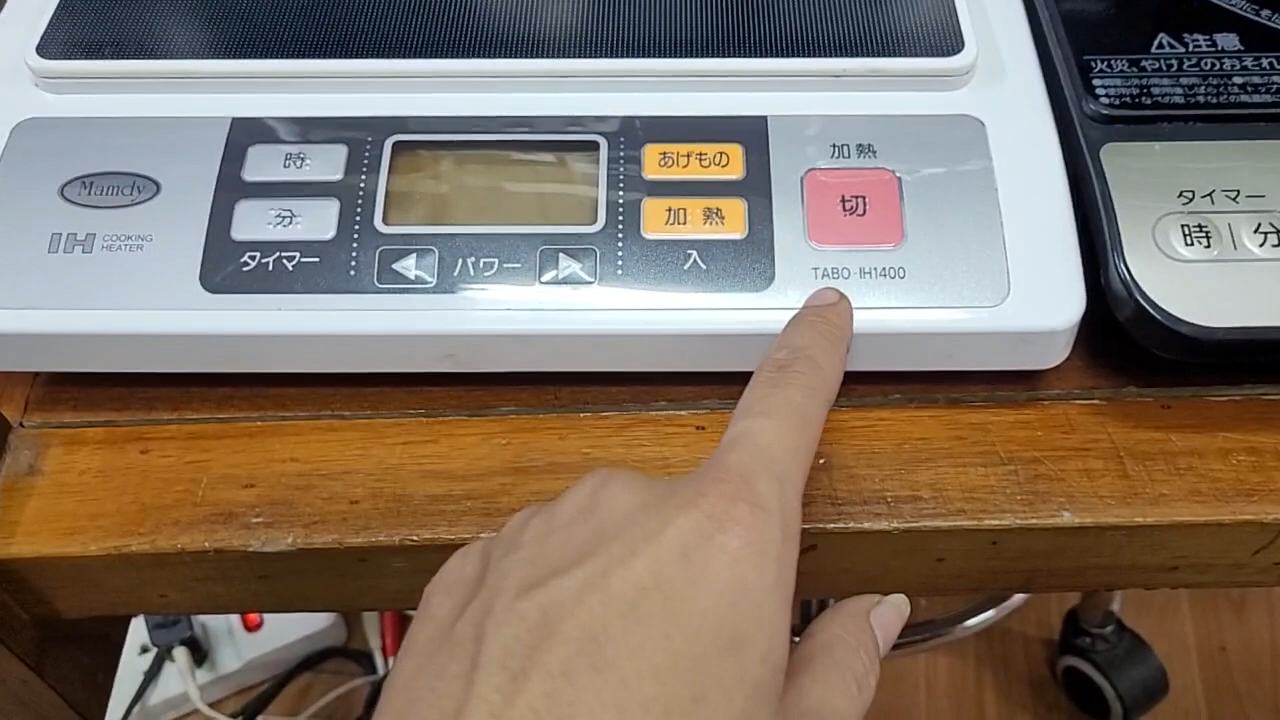 Mamdy
IH COOKING
HEATER
時
分
タイマー
パワー
あげもの
加熱
入
加熱
切
TABO-IH1400
注意
火災、やけどのおそれ
タイマー
時 | 分